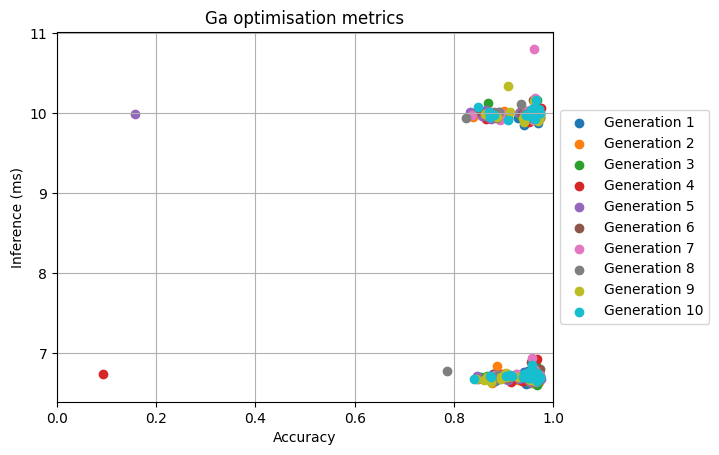 Ga optimisation metrics
Inference (ms)
11
10
9
8
7
0.0 0.2 0.4 0.6 0.8 1.0
Accuracy
Generation 1
Generation 2
Generation 3
Generation 4
Generation 5
Generation 6
Generation 7
Generation 8
Generation 9
Generation 10